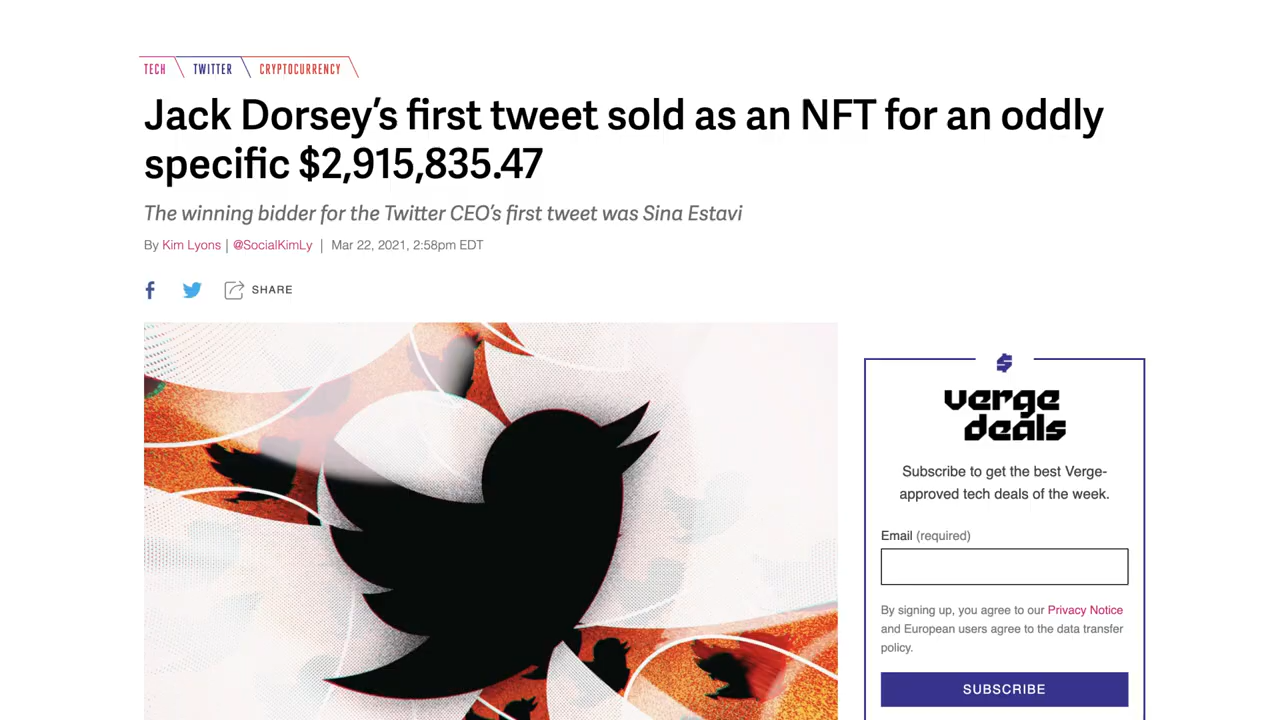 TECH TWITTER CRYPTOCURRENCY
Jack Dorsey’s first tweet sold as an NFT for an oddly
specific $2,915,835.47
The winning bidder for the Twitter CEO’s first tweet was Sina Estavi
By Kim Lyons | @SocialKimLy | Mar 22, 2021, 2:58pm EDT
SHARE
verge
deals
Subscribe to get the best Verge-
approved tech deals of the week.
Email (required)
By signing up, you agree to our Privacy Notice
and European users agree to the data transfer
policy.
SUBSCRIBE